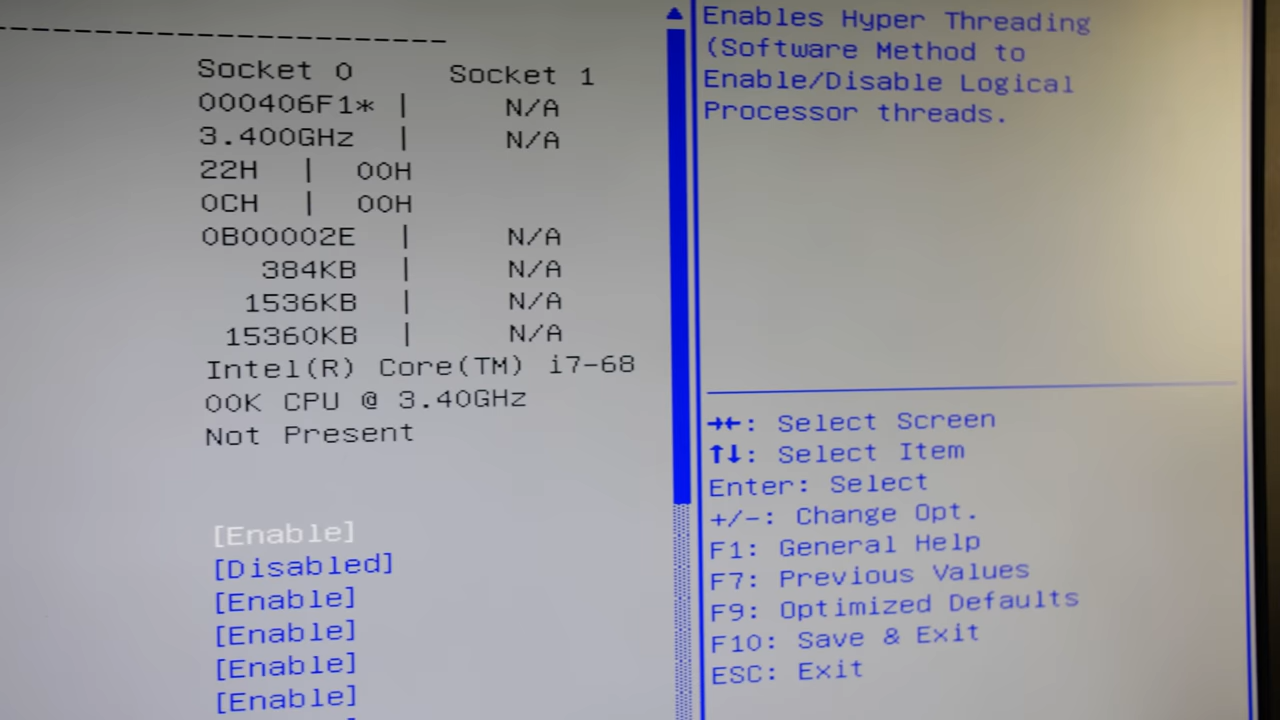 Socket 0 Socket 1
000406F1* | N/A
3.400GHz | N/A
22H | 00H
0CH | 00H
0B00002E | N/A
384KB | N/A
1536KB | N/A
15360KB | N/A
Intel(R) Core(TM) i7-68
00K CPU @ 3.40GHz
Not Present
[Enable]
[Disabled]
[Enable]
[Enable]
[Enable]
[Enable]
Enables Hyper Threading
(Software Method to
Enable/Disable Logical
Processor threads.
→←: Select Screen
↑↓: Select Item
Enter: Select
+/-: Change Opt.
F1: General Help
F7: Previous Values
F9: Optimized Defaults
F10: Save & Exit
ESC: Exit